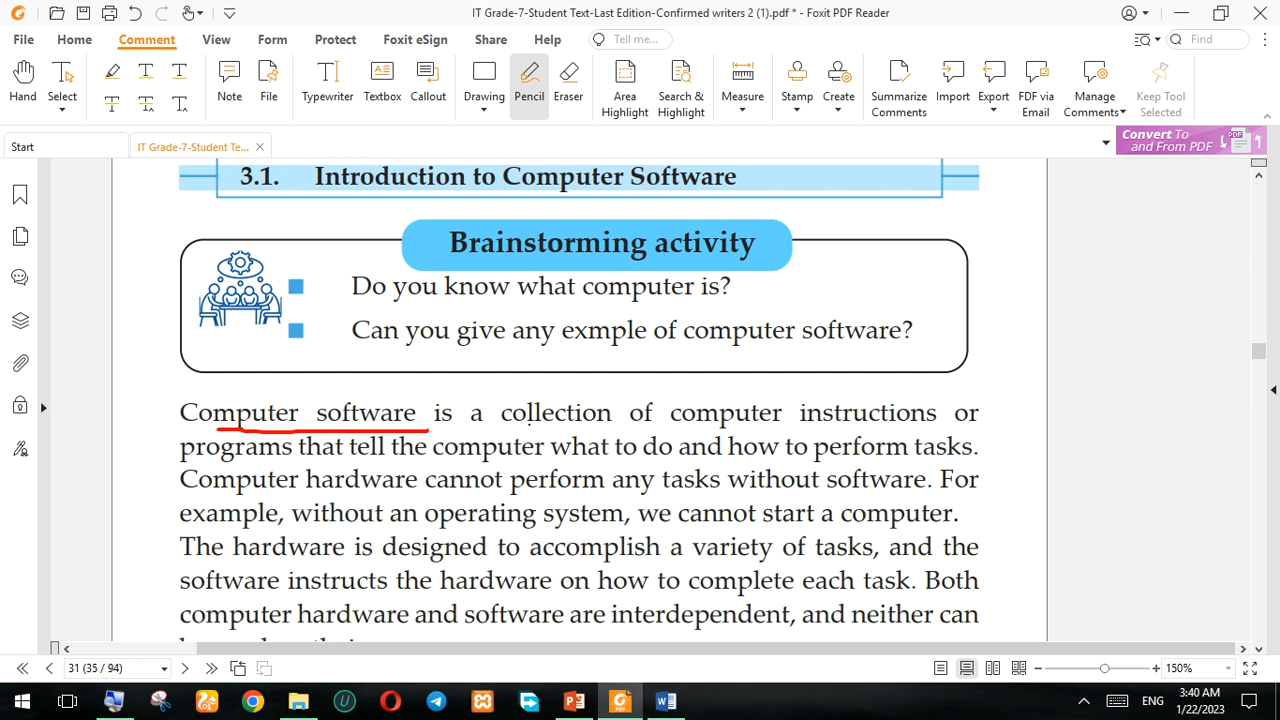 IT Grade-7-Student Text-Last Edition-Confirmed writers 2 (1).pdf * - Foxit PDF Reader
File Home Comment View Form Protect Foxit eSign Share Help Tell me... Find
Hand Select Note File Typewriter Textbox Callout Drawing Pencil Eraser Area Highlight Search & Highlight Measure Stamp Create Summarize Comments Import Export PDF via Email Manage Comments Keep Tool Selected
Start IT Grade-7-Student Te... Convert To and From PDF PDF
3.1. Introduction to Computer Software
Brainstorming activity
Do you know what computer is?
Can you give any exmple of computer software?
Computer software is a collection of computer instructions or
programs that tell the computer what to do and how to perform tasks.
Computer hardware cannot perform any tasks without software. For
example, without an operating system, we cannot start a computer.
The hardware is designed to accomplish a variety of tasks, and the
software instructs the hardware on how to complete each task. Both
computer hardware and software are interdependent, and neither can
31 (35 / 94) 150%
ENG 3:40 AM
1/22/2023